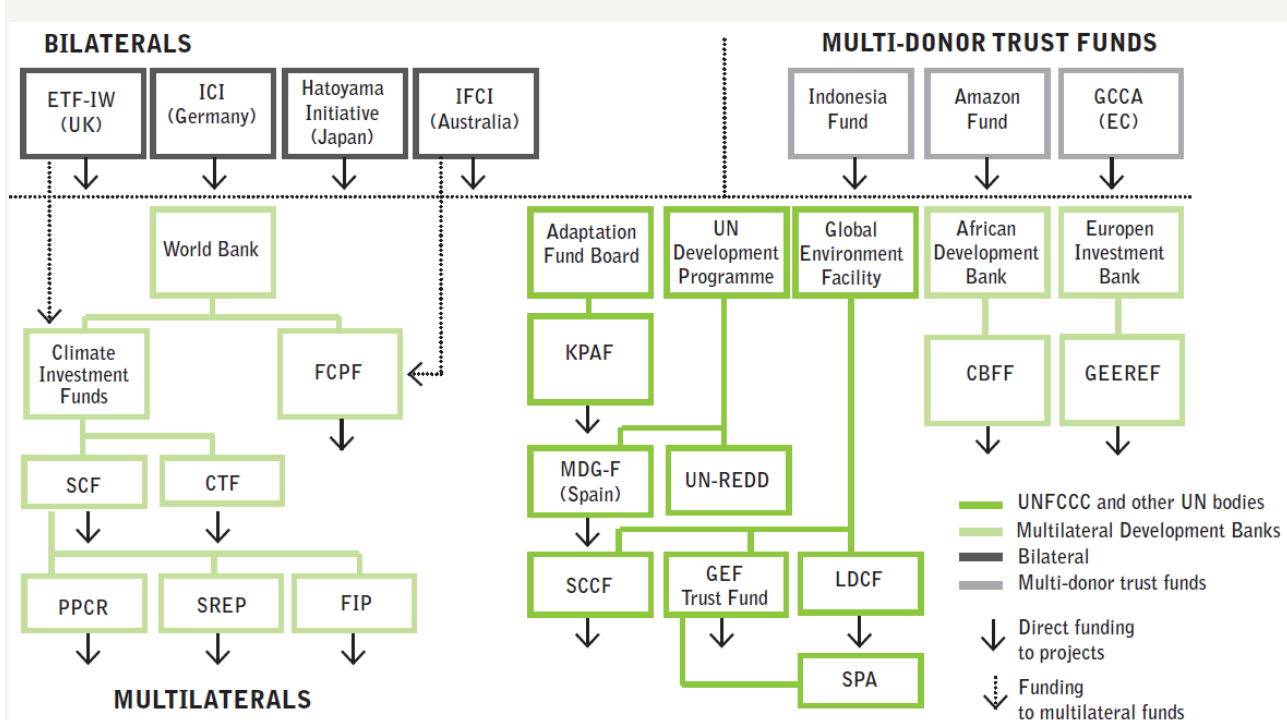 BILATERALS
MULTI-DONOR TRUST FUNDS
ETF-IW
(UK)
ICI
(Germany)
Hatoyama
Initiative
(Japan)
IFCI
(Australia)
Indonesia
Fund
Amazon
Fund
GCCA
(EC)
World Bank
Adaptation
Fund Board
UN
Development
Programme
Global
Environment
Facility
African
Development
Bank
Europen
Investment
Bank
Climate
Investment
Funds
FCPF
KPAF
CBFF
GEEREF
SCF
CTF
MDG-F
(Spain)
UN-REDD
UNFCCC and other UN bodies
Multilateral Development Banks
Bilateral
Multi-donor trust funds
PPCR
SREP
FIP
SCCF
GEF
Trust Fund
LDCF
SPA
Direct funding
to projects
Funding
to multilateral funds
MULTILATERALS